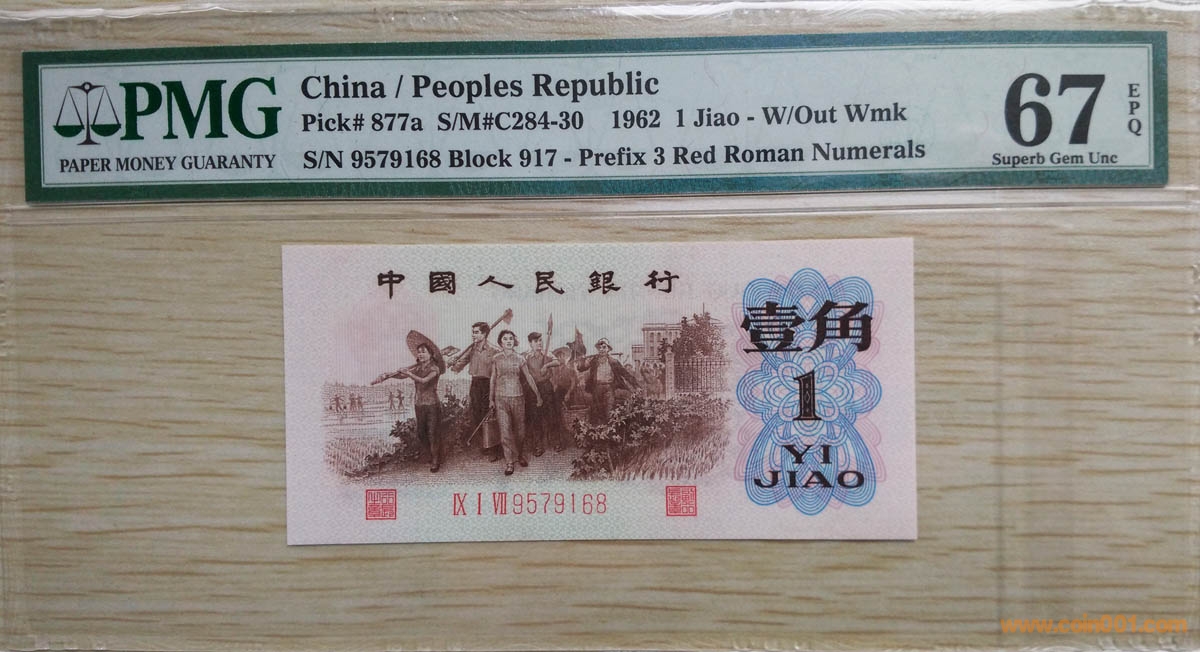 PMG
PAPER MONEY GUARANTY
China / Peoples Republic
Pick# 877a S/M#C284-30 1962 1 Jiao - W/Out Wmk
S/N 9579168 Block 917 - Prefix 3 Red Roman Numerals
67
EPQ
Superb Gem Unc
中國人民銀行
壹角
1
YI
JIAO
IX I VII 9579168
www.coin001.com